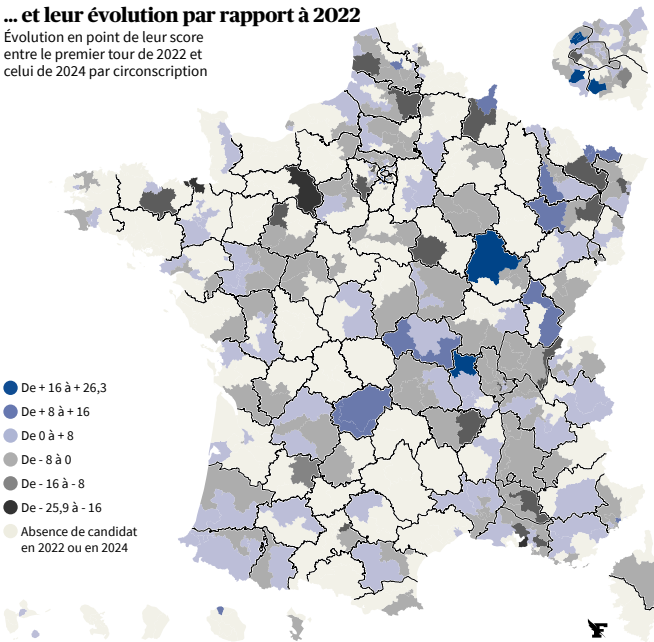 ... et leur évolution par rapport à 2022
Évolution en point de leur score
entre le premier tour de 2022 et
celui de 2024 par circonscription
De + 16 à + 26,3
De + 8 à + 16
De 0 à + 8
De - 8 à 0
De - 16 à - 8
De - 25,9 à - 16
Absence de candidat
en 2022 ou en 2024
F